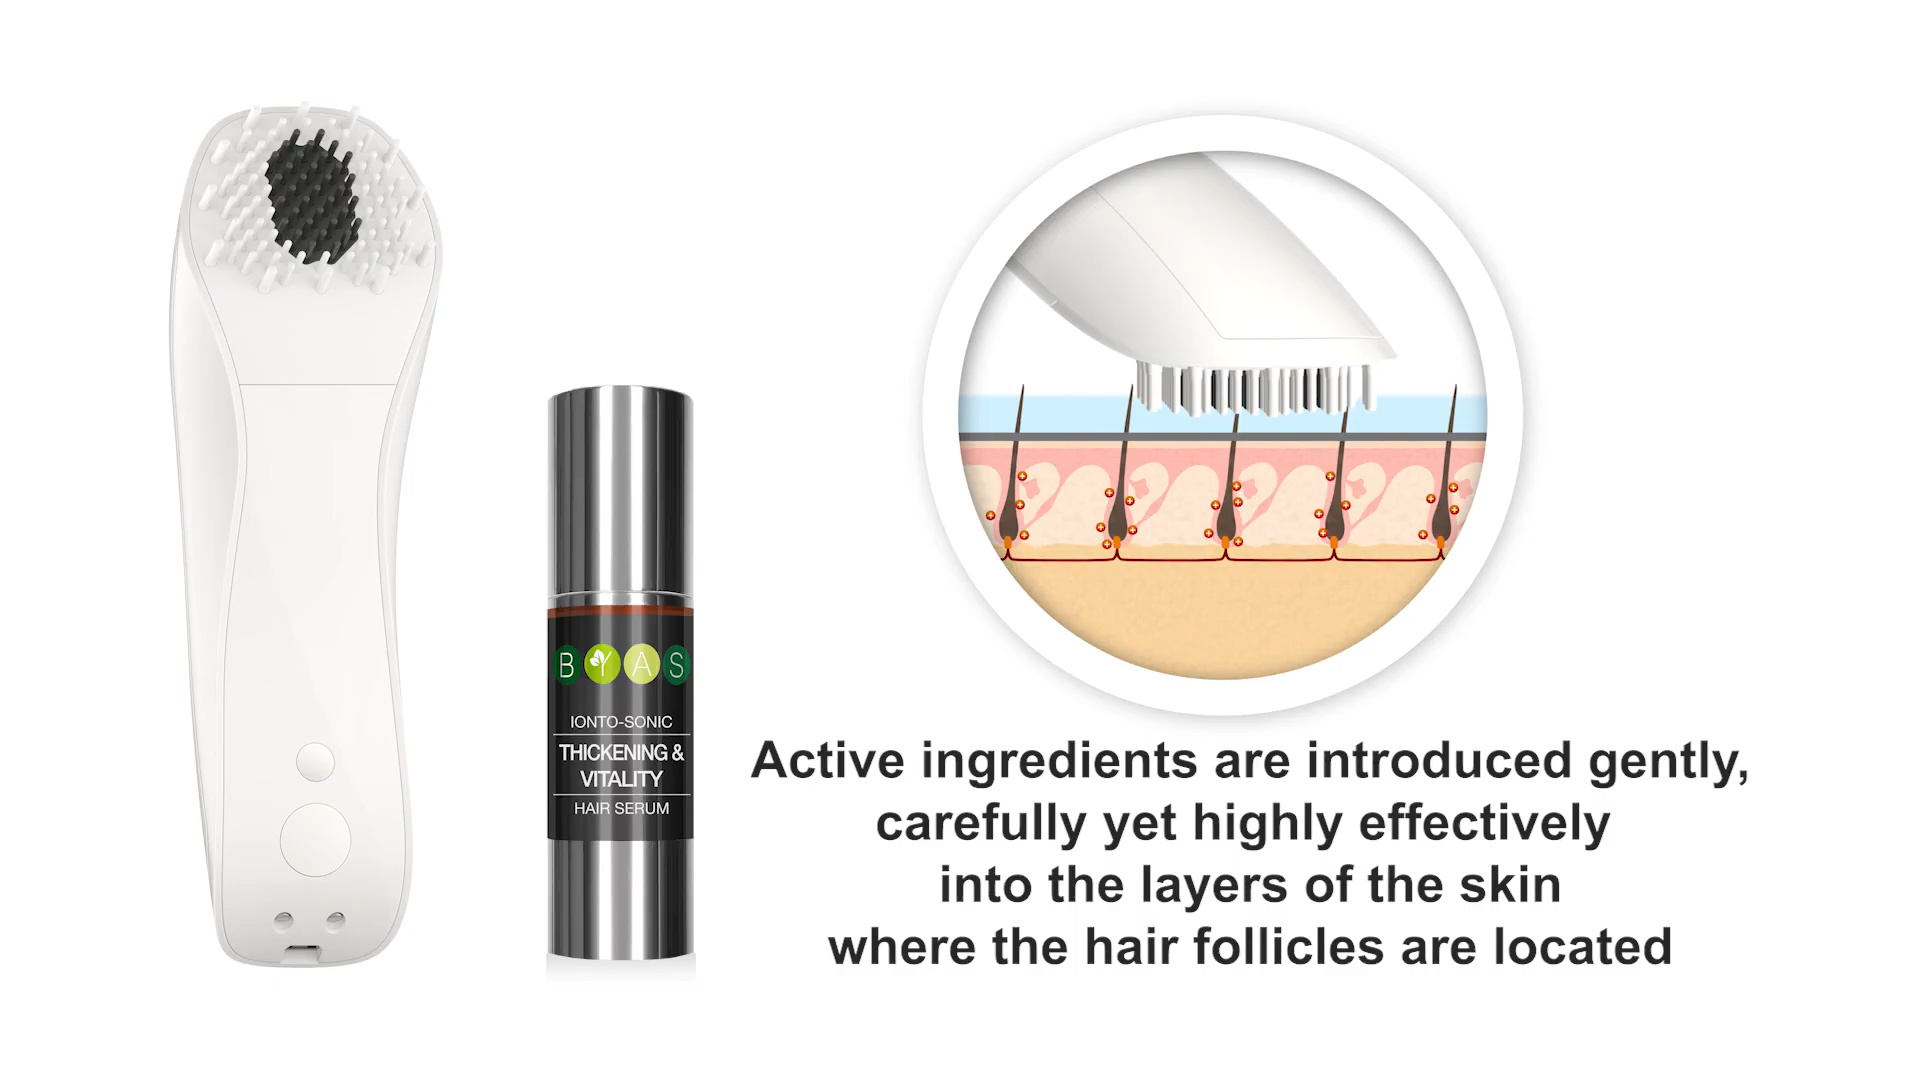 BYAS
IONTO-SONIC
THICKENING &
VITALITY
HAIR SERUM
Active ingredients are introduced gently,
carefully yet highly effectively
into the layers of the skin
where the hair follicles are located